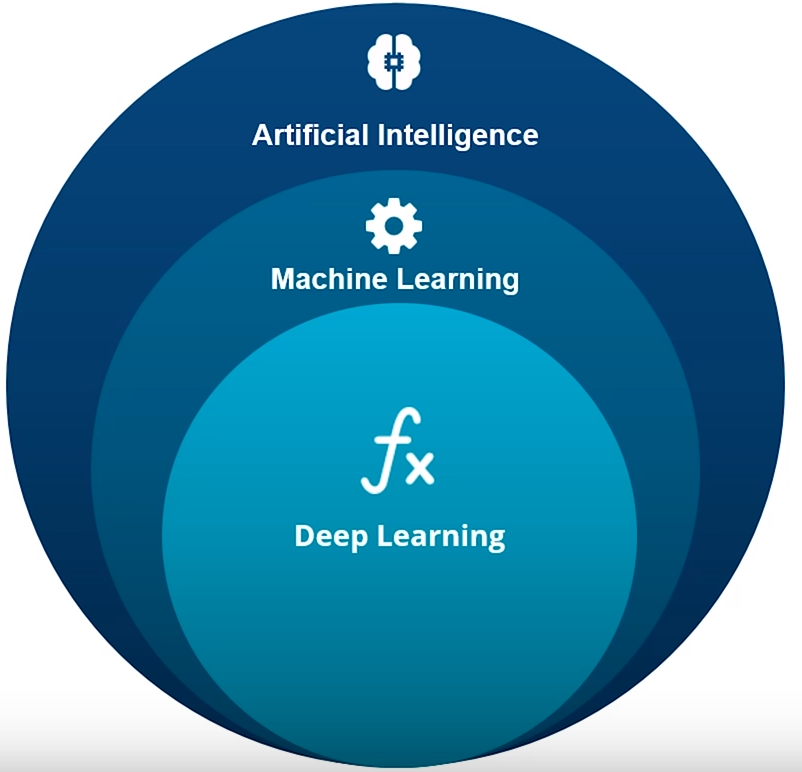 Artificial Intelligence
Machine Learning
fx
Deep Learning